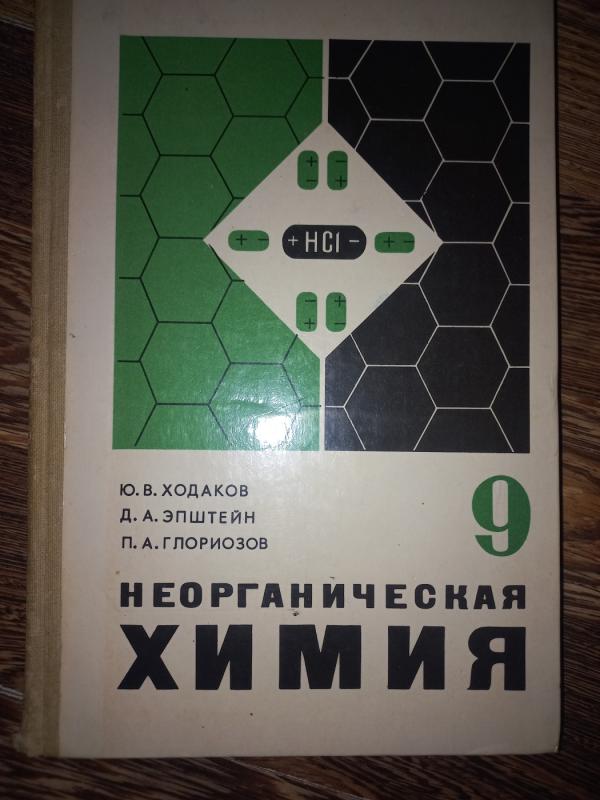 + + - +
- - + -
+ - + HCl - + -
- - + +
+ + - -
Ю. В. ХОДАКОВ
Д. А. ЭПШТЕЙН
П. А. ГЛОРИОЗОВ
9
НЕОРГАНИЧЕСКАЯ
ХИМИЯ